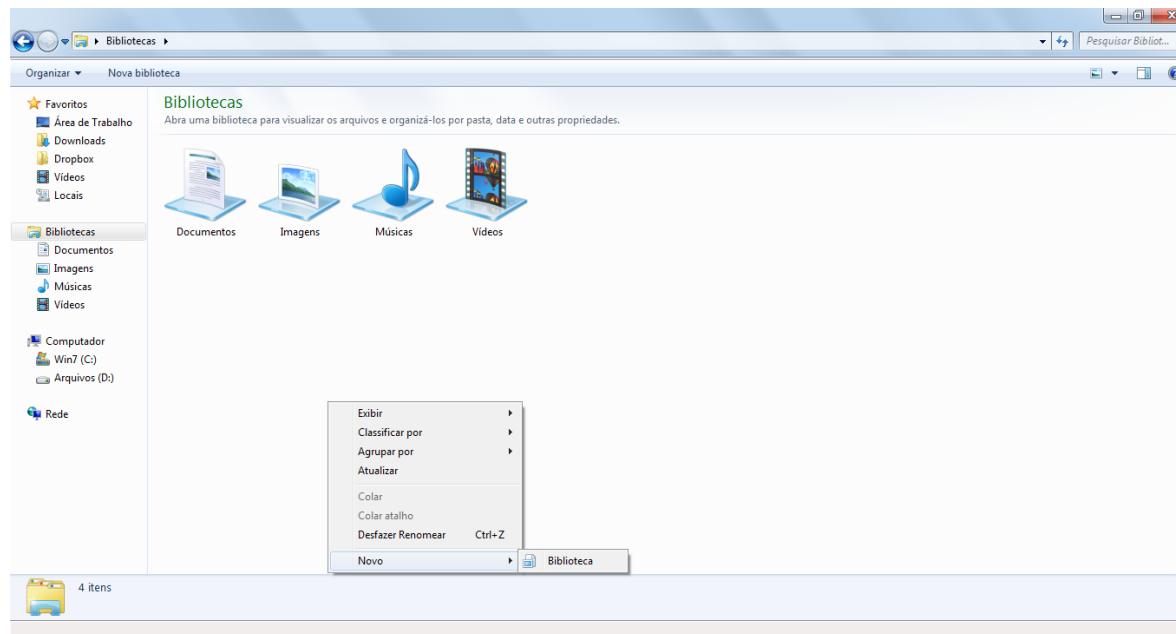 Bibliotecas
Pesquisar Bibliot...
Organizar
Nova biblioteca
Favoritos
Área de Trabalho
Downloads
Dropbox
Vídeos
Locais
Bibliotecas
Documentos
Imagens
Músicas
Vídeos
Computador
Win7 (C:)
Arquivos (D:)
Rede
Bibliotecas
Abra uma biblioteca para visualizar os arquivos e organizá-los por pasta, data e outras propriedades.
Documentos Imagens Músicas Vídeos
Exibir
Classificar por
Agrupar por
Atualizar
Colar
Colar atalho
Desfazer Renomear Ctrl+Z
Novo
Biblioteca
4 itens